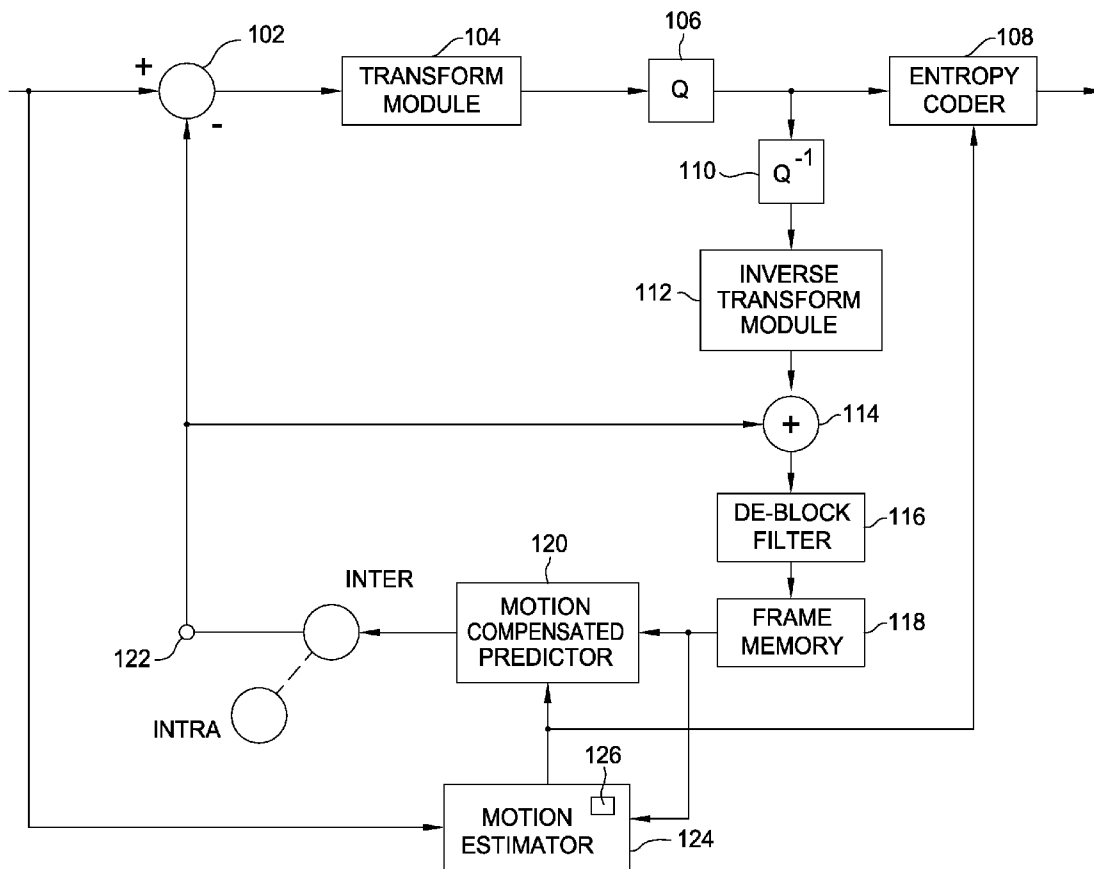 102
104
106
108
+
-
TRANSFORM
MODULE
Q
ENTROPY
CODER
110
Q-1
112
INVERSE
TRANSFORM
MODULE
+
114
DE-BLOCK
FILTER
116
120
INTER
MOTION
COMPENSATED
PREDICTOR
FRAME
MEMORY
118
122
INTRA
126
MOTION
ESTIMATOR
124